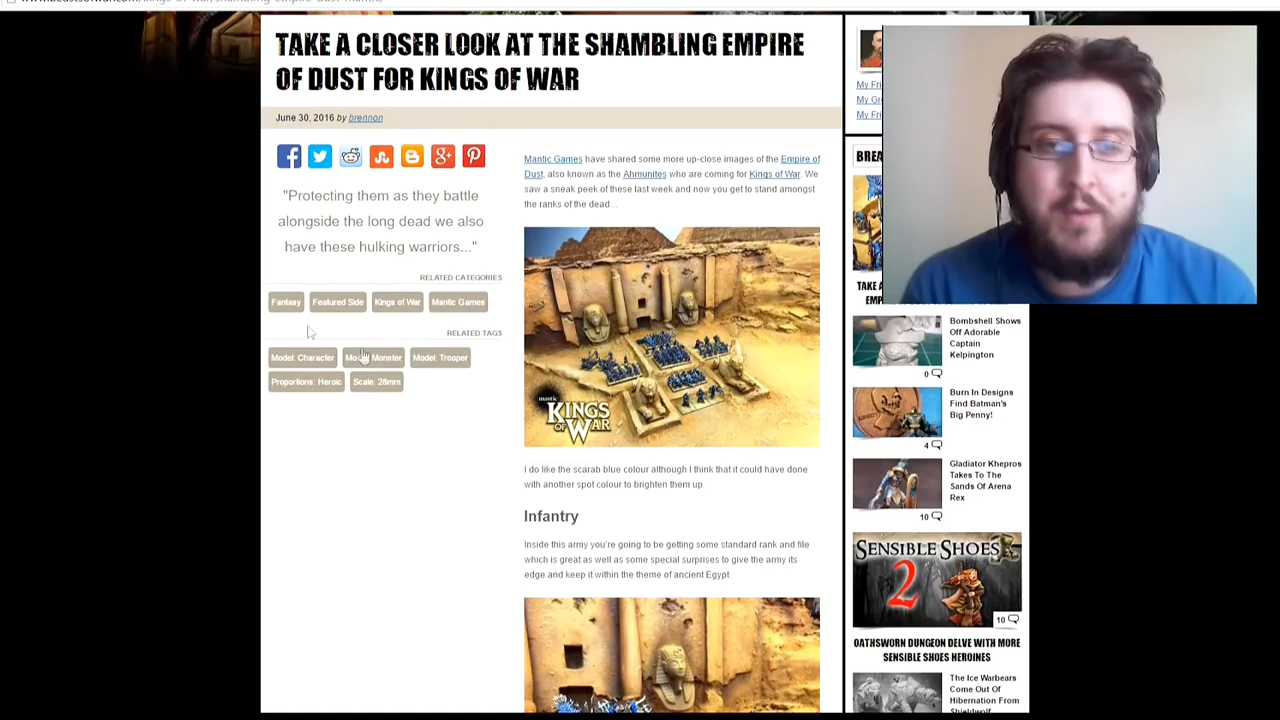 TAKE A CLOSER LOOK AT THE SHAMBLING EMPIRE
OF DUST FOR KINGS OF WAR
June 30, 2016 by brennon
"Protecting them as they battle
alongside the long dead we also
have these hulking warriors..."
RELATED CATEGORIES
Fantasy
Featured Side
Kings of War
Mantic Games
RELATED TAGS
Model: Character
Monster
Model: Trooper
Proportions: Heroic
Scale: 28mm
Mantic Games have shared some more up-close images of the Empire of
Dust, also known as the Ahmunites who are coming for Kings of War. We
saw a sneak peek of these last week and now you get to stand amongst
the ranks of the dead...
mantic
KINGS
OF WAR
I do like the scarab blue colour although I think that it could have done
with another spot colour to brighten them up.
Infantry
Inside this army you're going to be getting some standard rank and file
which is great as well as some special surprises to give the army its
edge and keep it within the theme of ancient Egypt.
My Fri
My Gr
My Fri
BREA
TAKE A
EMP
Bombshell Shows
Off Adorable
Captain
Kelpington
0
Burn In Designs
Find Batman's
Big Penny!
4
Gladiator Khepros
Takes To The
Sands Of Arena
Rex
10
SENSIBLE SHOES
2
10
OATHSWORN DUNGEON DELVE WITH MORE
SENSIBLE SHOES HEROINES
The Ice Warbears
Come Out Of
Hibernation From
Shieldwolf